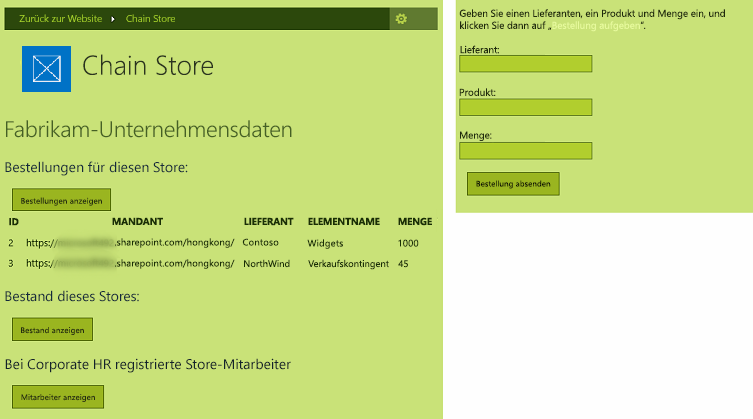 Zurück zur Website Chain Store
Chain Store
Fabrikam-Unternehmensdaten
Bestellungen für diesen Store:
Bestellungen anzeigen
ID MANDANT LIEFERANT ELEMENTNAME MENGE
2 https:// .sharepoint.com/hongkong/ Contoso Widgets 1000
3 https:// .sharepoint.com/hongkong/ NorthWind Verkaufskontingent 45
Bestand dieses Stores:
Bestand anzeigen
Bei Corporate HR registrierte Store-Mitarbeiter
Mitarbeiter anzeigen
Geben Sie einen Lieferanten, ein Produkt und Menge ein, und
klicken Sie dann auf „Bestellung aufgeben“.
Lieferant:
Produkt:
Menge:
Bestellung absenden